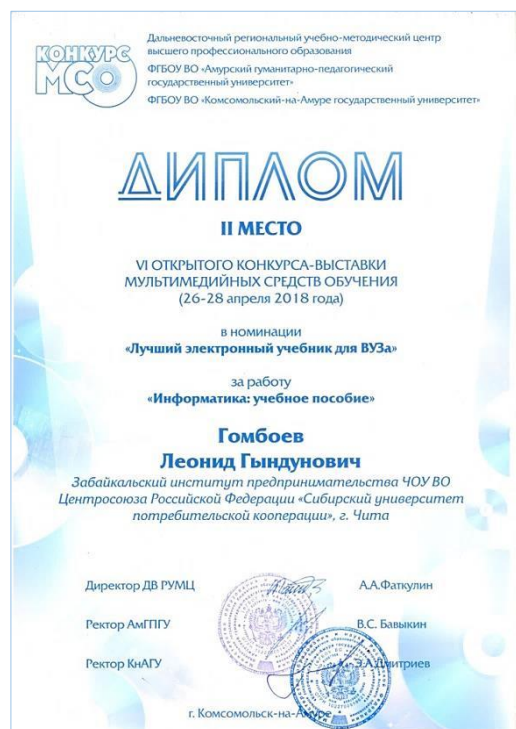 КОНКУРС
МСО
Дальневосточный региональный учебно-методический центр
высшего профессионального образования
ФГБОУ ВО «Амурский гуманитарно-педагогический
государственный университет»
ФГБОУ ВО «Комсомольский-на-Амуре государственный университет»
ДИПЛОМ
II МЕСТО
VI ОТКРЫТОГО КОНКУРСА-ВЫСТАВКИ
МУЛЬТИМЕДИЙНЫХ СРЕДСТВ ОБУЧЕНИЯ
(26-28 апреля 2018 года)
в номинации
«Лучший электронный учебник для ВУЗа»
за работу
«Информатика: учебное пособие»
Гомбоев
Леонид Гындунович
Забайкальский институт предпринимательства ЧОУ ВО
Центросоюза Российской Федерации «Сибирский университет
потребительской кооперации», г. Чита
Директор ДВ РУМЦ А.А.Фаткулин
Ректор АмГПГУ В.С. Бавыкин
Ректор КнАГУ Э.А.Дмитриев
г. Комсомольск-на-Амуре